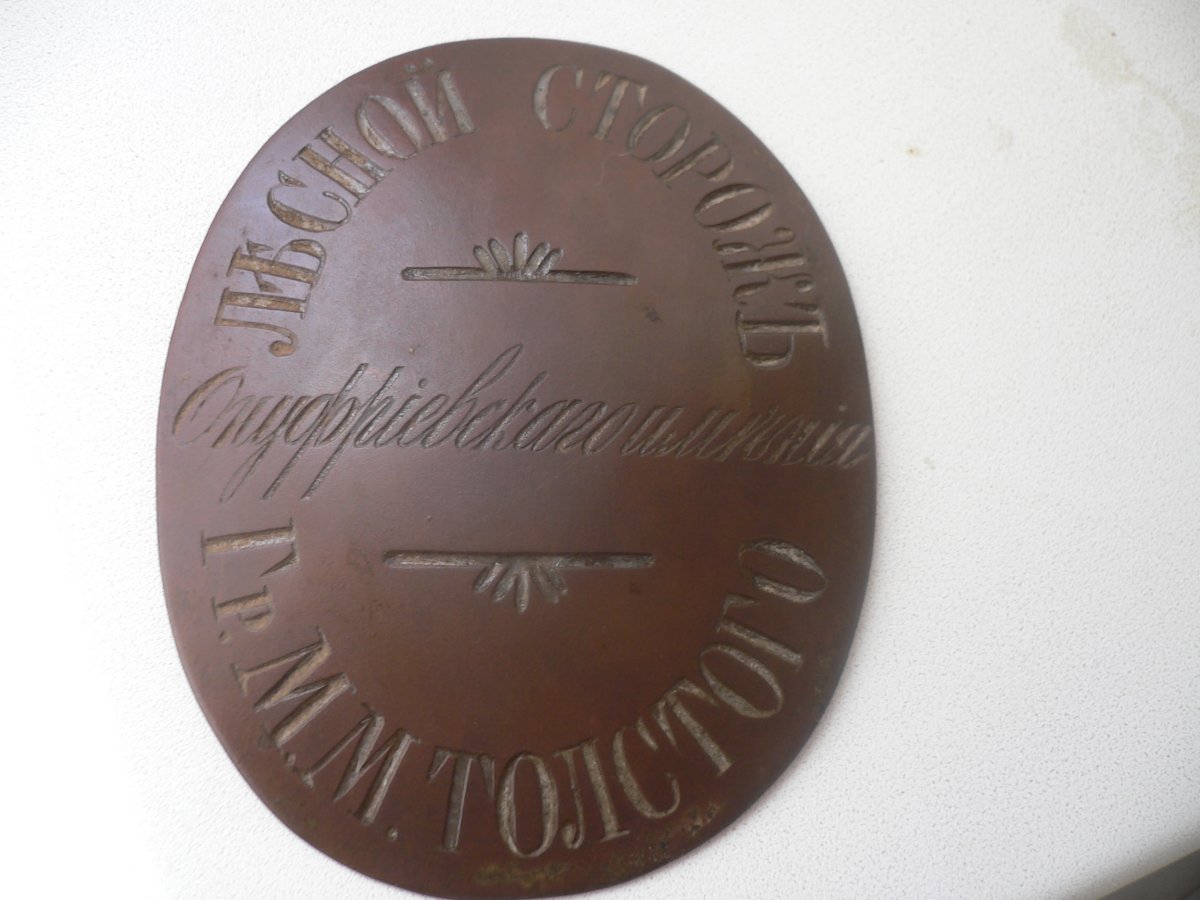 ЛѢСНОЙ СТОРОЖЪ
Онуфріевскаго имѣнія
Гр. М. М. ТОЛСТОГО